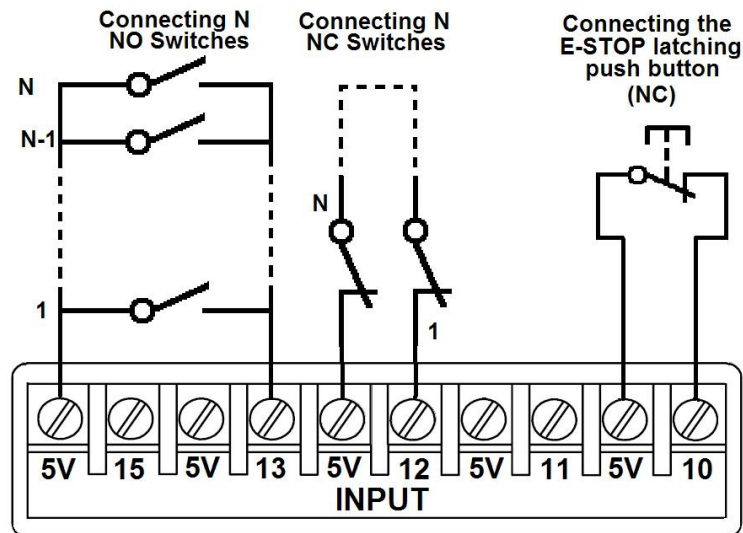 Connecting N
NO Switches
Connecting N
NC Switches
Connecting the
E-STOP latching
push button
(NC)
N
N-1
1
N
1
5V 15 5V 13 5V 12 5V 11 5V 10
INPUT